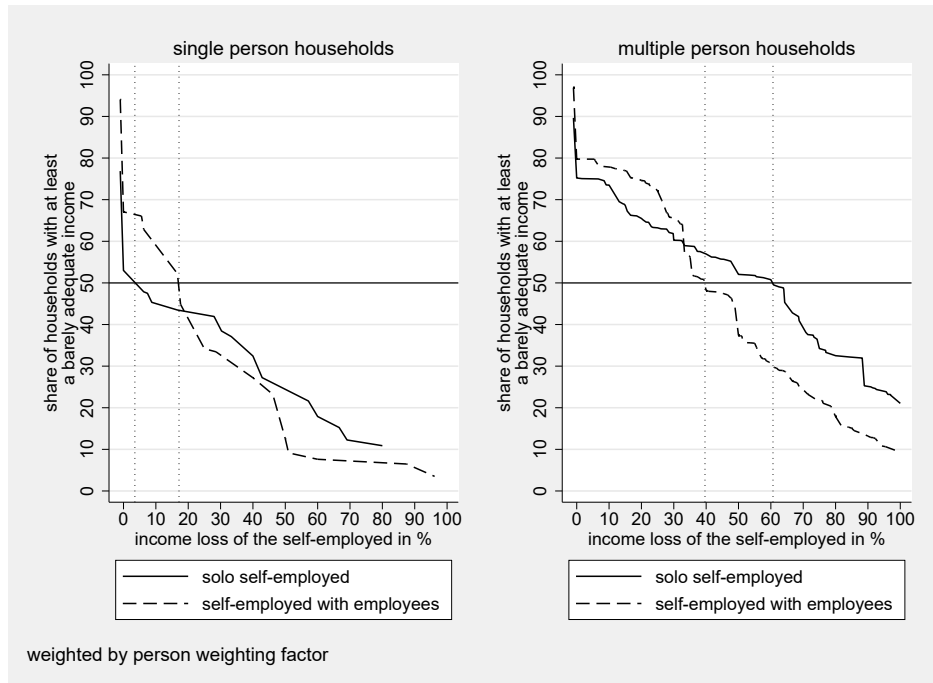 single person households
share of households with at least
a barely adequate income
100
90
80
70
60
50
40
30
20
10
0
0 10 20 30 40 50 60 70 80 90 100
income loss of the self-employed in %
solo self-employed
self-employed with employees
multiple person households
share of households with at least
a barely adequate income
100
90
80
70
60
50
40
30
20
10
0
0 10 20 30 40 50 60 70 80 90 100
income loss of the self-employed in %
solo self-employed
self-employed with employees
weighted by person weighting factor